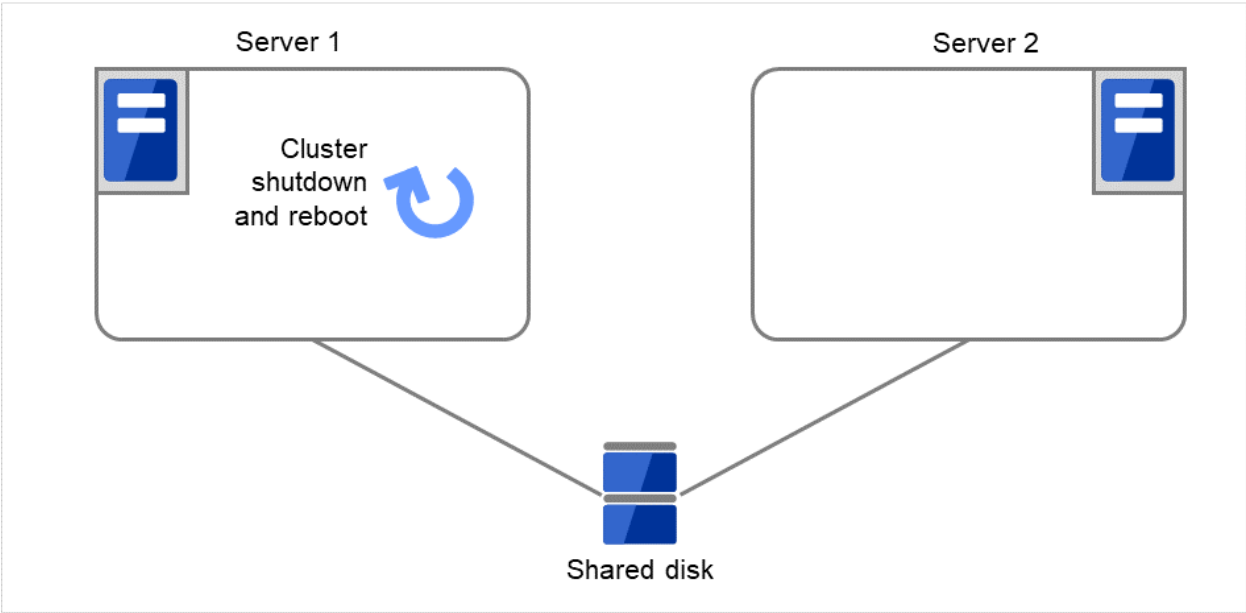 Server 1
Server 2
Cluster
shutdown
and reboot
Shared disk